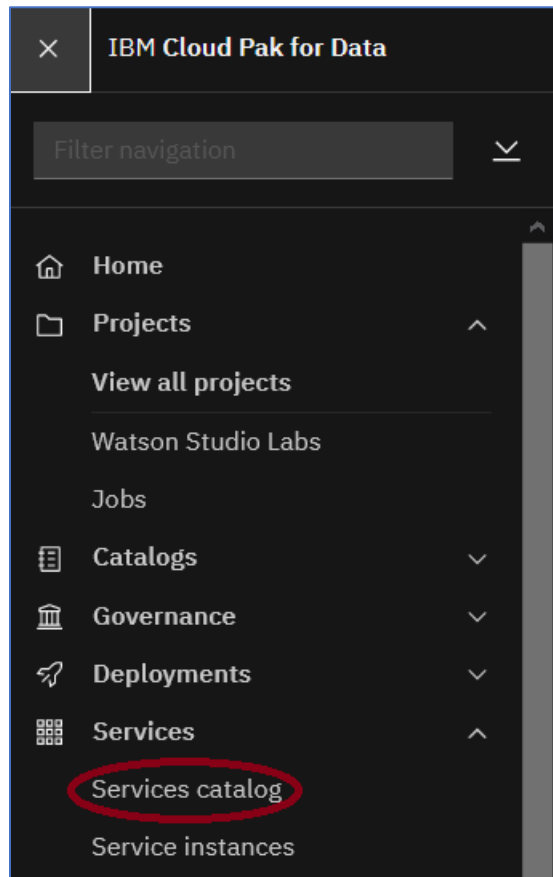 IBM Cloud Pak for Data
Filter navigation
Home
Projects
View all projects
Watson Studio Labs
Jobs
Catalogs
Governance
Deployments
Services
Services catalog
Service instances